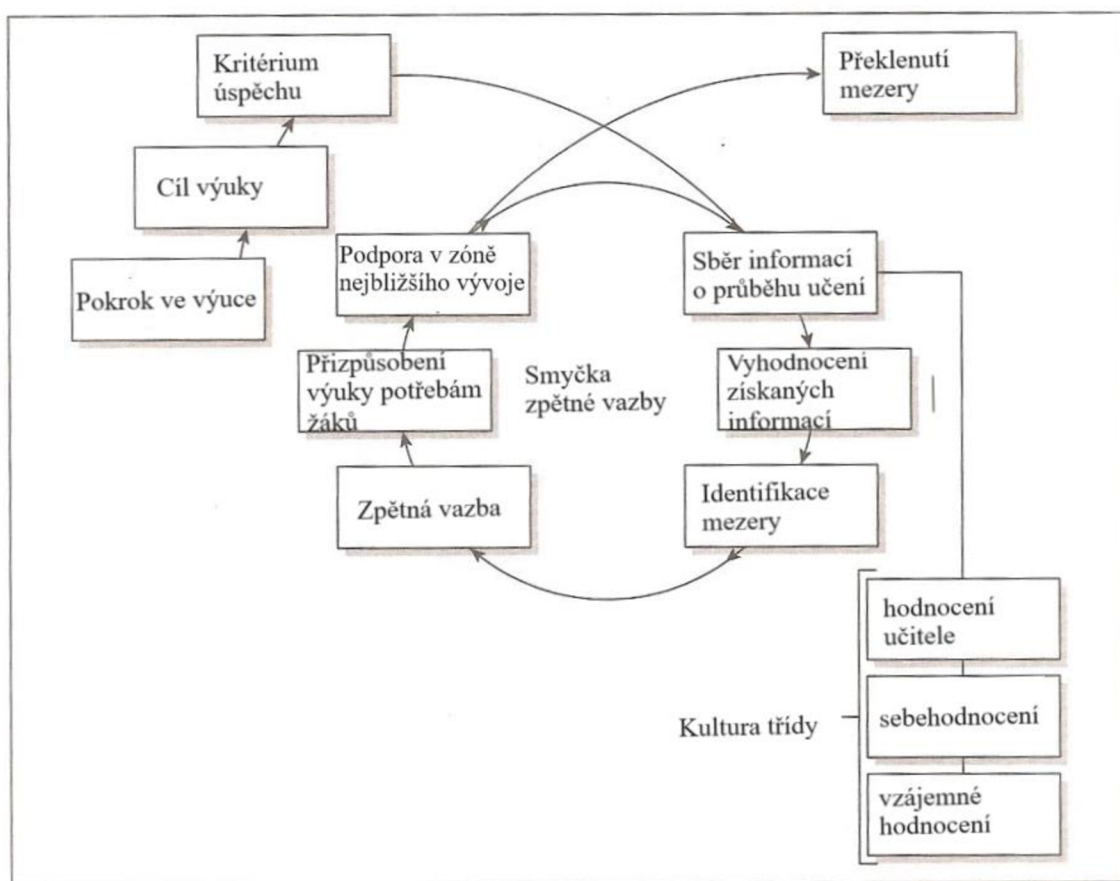 Kritérium
úspěchu
Překlenutí
mezery
Cíl výuky
Podpora v zóně
nejbližšího vývoje
Sběr informací
o průběhu učení
Pokrok ve výuce
Přizpůsobení
výuky potřebám
žáků
Smyčka
zpětné vazby
Vyhodnocení
získaných
informací
Zpětná vazba
Identifikace
mezery
hodnocení
učitele
Kultura třídy
sebehodnocení
vzájemné
hodnocení